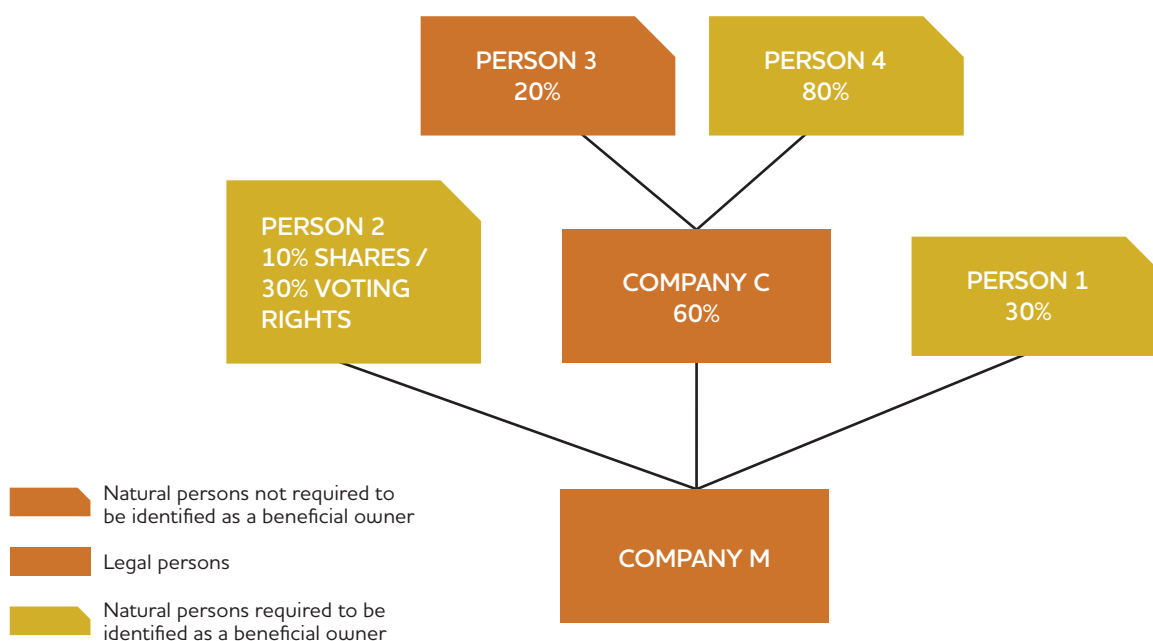 PERSON 3
20%
PERSON 4
80%
PERSON 2
10% SHARES /
30% VOTING
RIGHTS
COMPANY C
60%
PERSON 1
30%
Natural persons not required to
be identified as a beneficial owner
Legal persons
Natural persons required to be
identified as a beneficial owner
COMPANY M